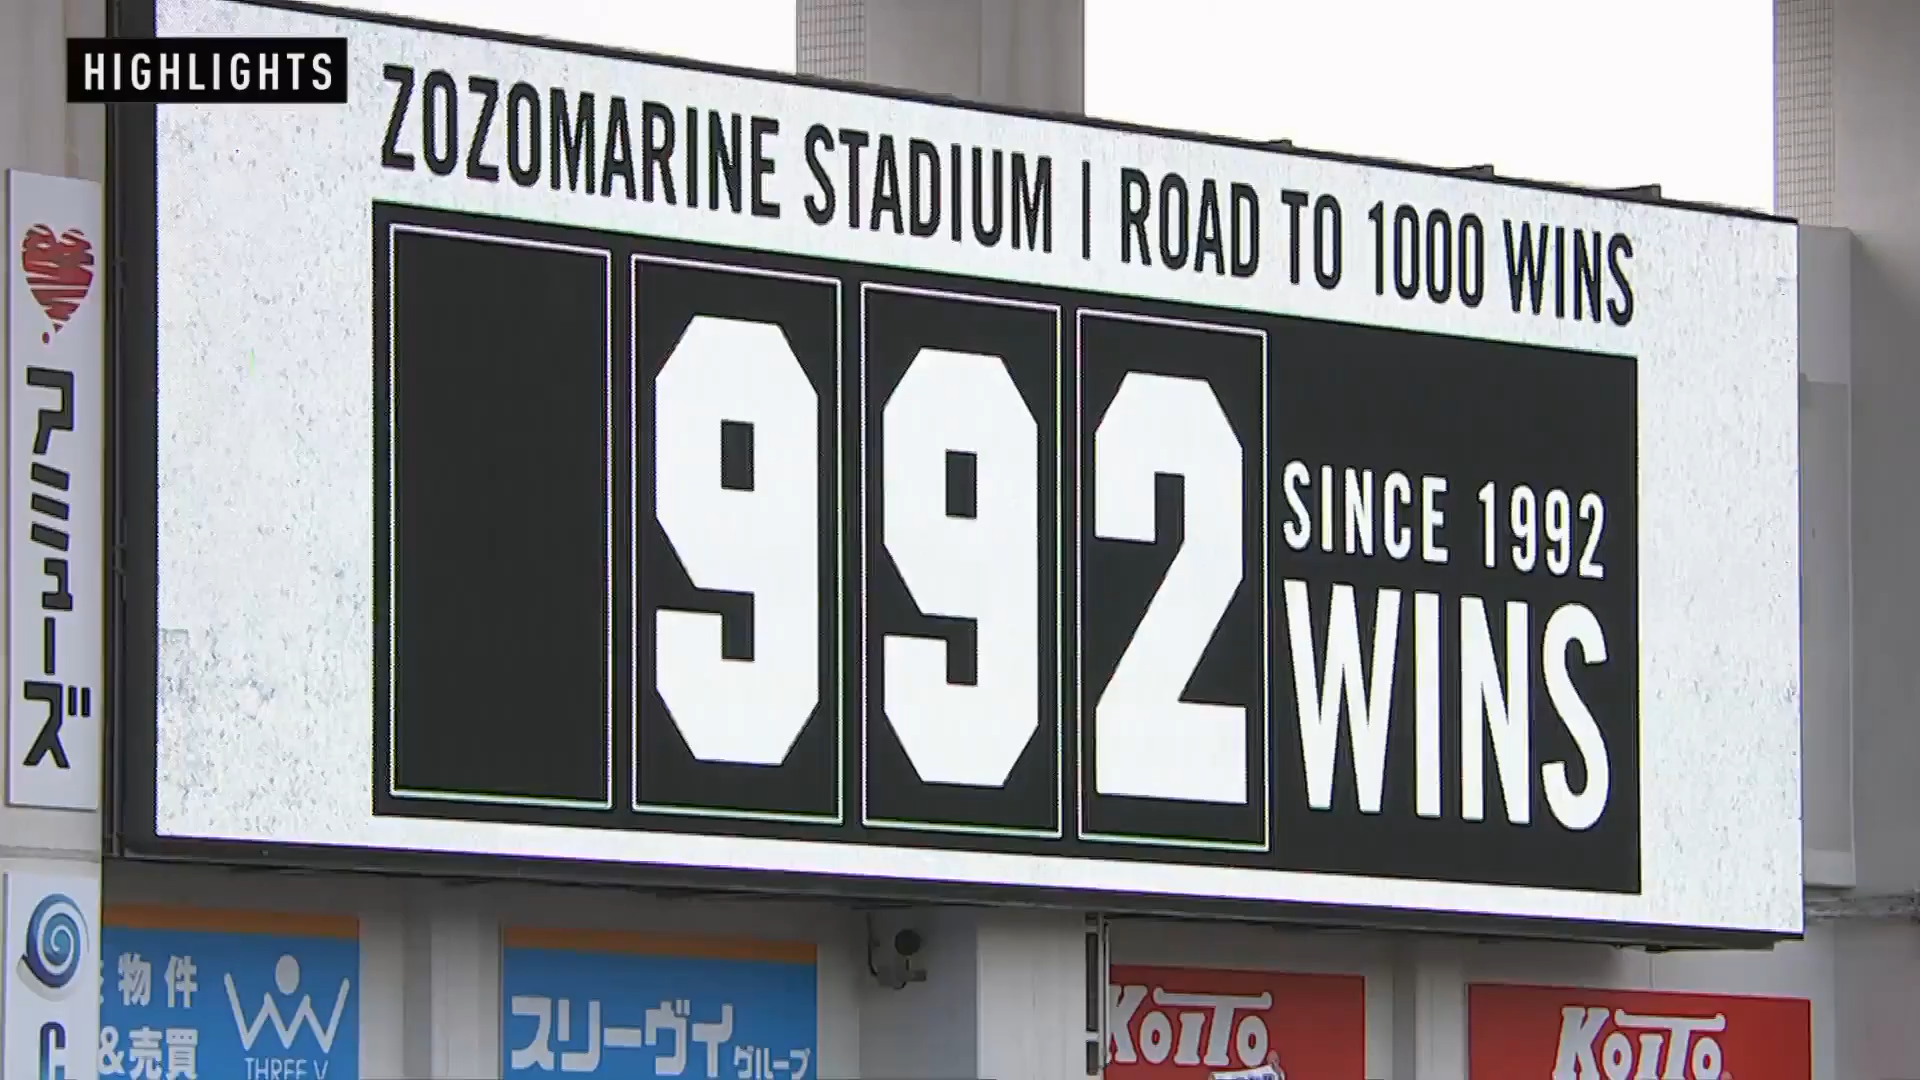 HIGHLIGHTS
ZOZOMARINE STADIUM | ROAD TO 1000 WINS
992
SINCE 1992
WINS
アミューズ
物件
&売買
THREE V
スリーヴイグループ
KOITO
KOITO